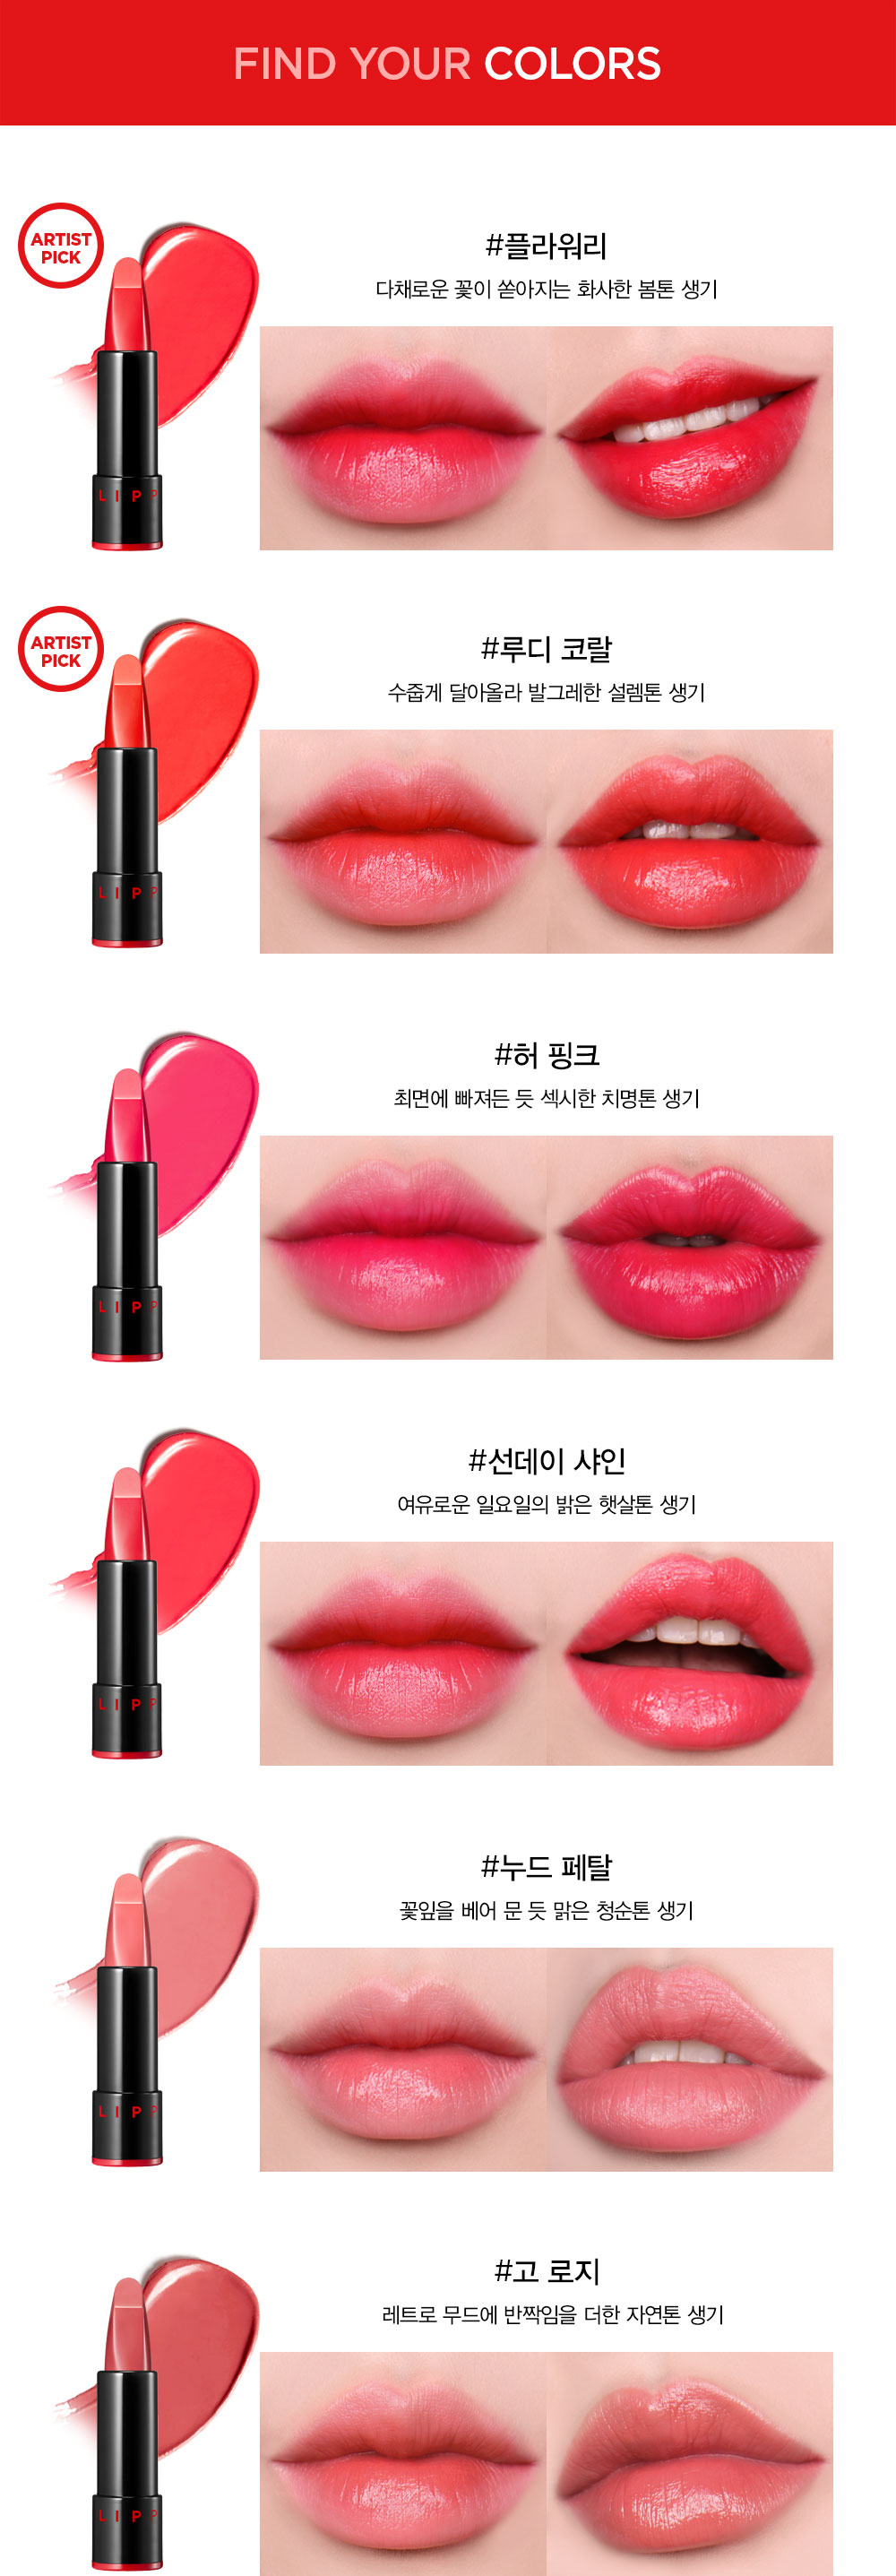 FIND YOUR COLORS
ARTIST
PICK
#플라워리
다채로운 꽃이 쏟아지는 화사한 봄톤 생기
LIPP
ARTIST
PICK
#루디 코랄
수줍게 달아올라 발그레한 설렘톤 생기
LIPP
#허 핑크
최면에 빠져든 듯 섹시한 치명톤 생기
LIPP
#선데이 샤인
여유로운 일요일의 밝은 햇살톤 생기
LIPP
#누드 페탈
꽃잎을 베어 문 듯 맑은 청순톤 생기
LIPP
#고 로지
레트로 무드에 반짝임을 더한 자연톤 생기
LIPP